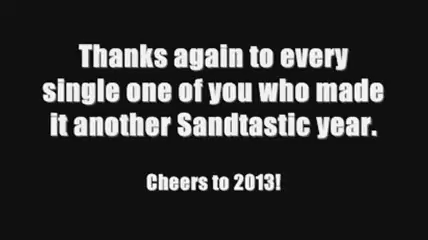 Thanks again to every
single one of you who made
it another Sandtastic year.
Cheers to 2013!